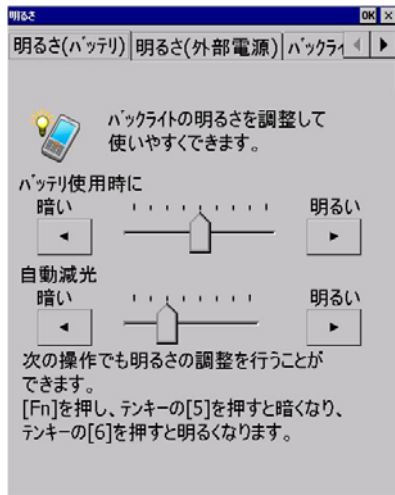 明るさ OK ×
明るさ(バッテリ) 明るさ(外部電源) バックライ
バックライトの明るさを調整して
使いやすくできます。
バッテリ使用時に
暗い 明るい
自動減光
暗い 明るい
次の操作でも明るさの調整を行うことが
できます。
[Fn]を押し、テンキーの[5]を押すと暗くなり、
テンキーの[6]を押すと明るくなります。